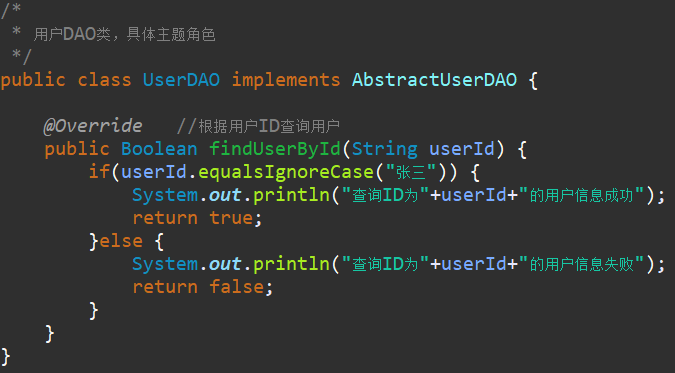 /*
 * 用户DAO类，具体主题角色
 */
public class UserDAO implements AbstractUserDAO {
    @Override   //根据用户ID查询用户
    public Boolean findUserById(String userId) {
        if(userId.equalsIgnoreCase("张三")) {
            System.out.println("查询ID为"+userId+"的用户信息成功");
            return true;
        }else {
            System.out.println("查询ID为"+userId+"的用户信息失败");
            return false;
        }
    }
}